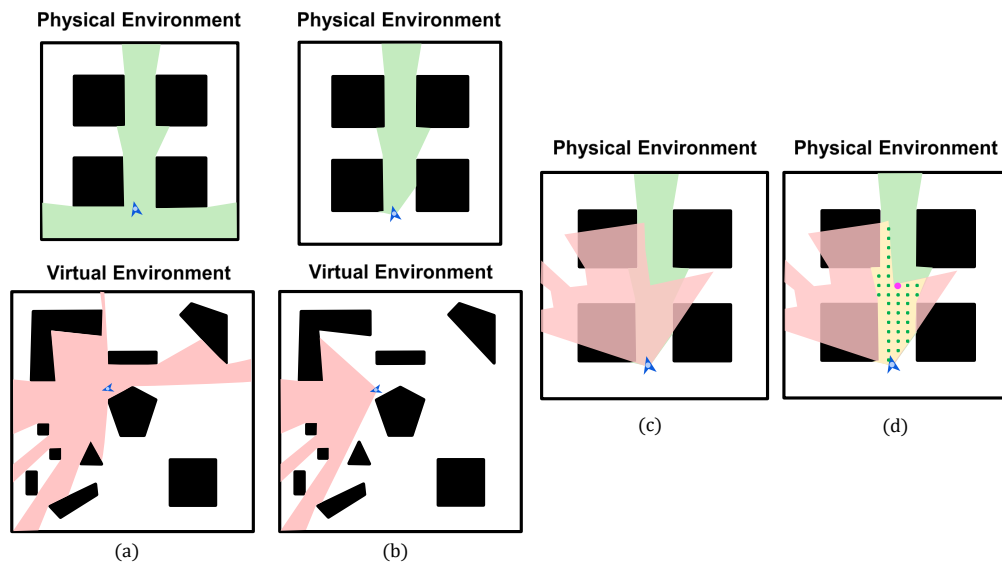 Physical Environment
Physical Environment
Virtual Environment
Virtual Environment
(a)
(b)
Physical Environment
Physical Environment
(c)
(d)